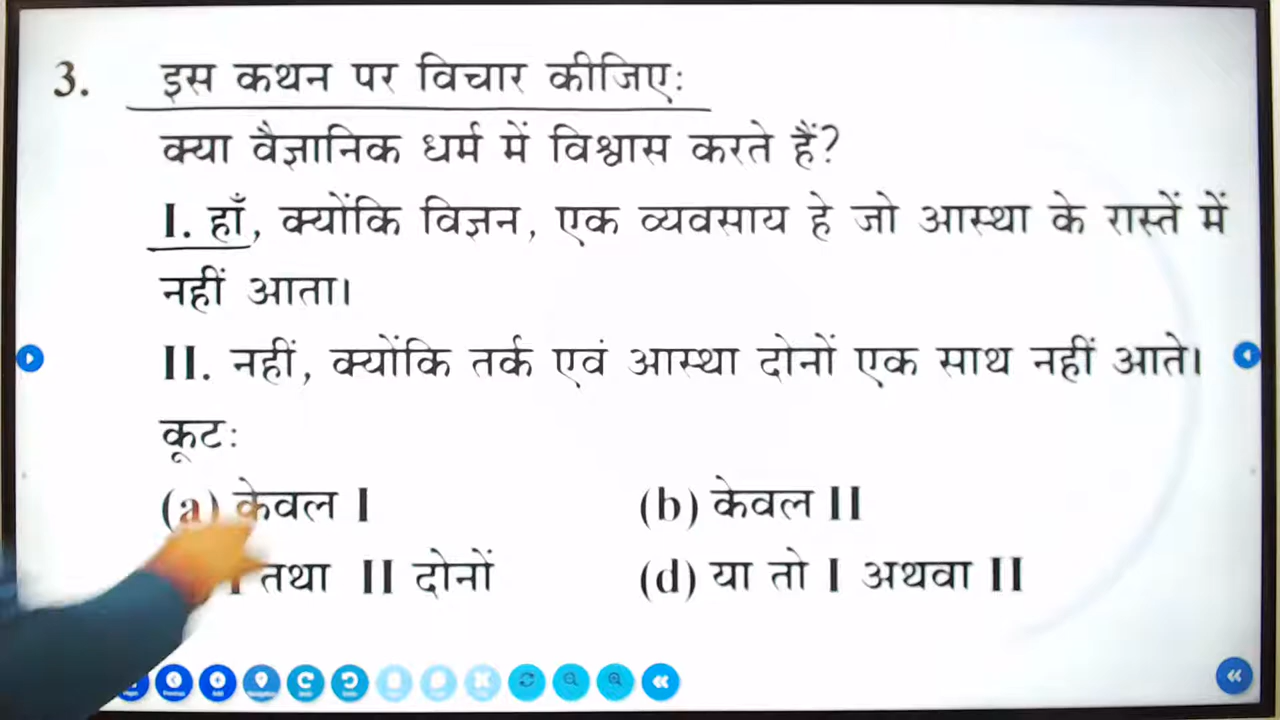 3. इस कथन पर विचार कीजिए:
क्या वैज्ञानिक धर्म में विश्वास करते हैं?
I. हाँ, क्योंकि विज्ञन, एक व्यवसाय हे जो आस्था के रास्तें में
नहीं आता।
II. नहीं, क्योंकि तर्क एवं आस्था दोनों एक साथ नहीं आते।
कूट:
(a) केवल I (b) केवल II
I तथा II दोनों (d) या तो I अथवा II